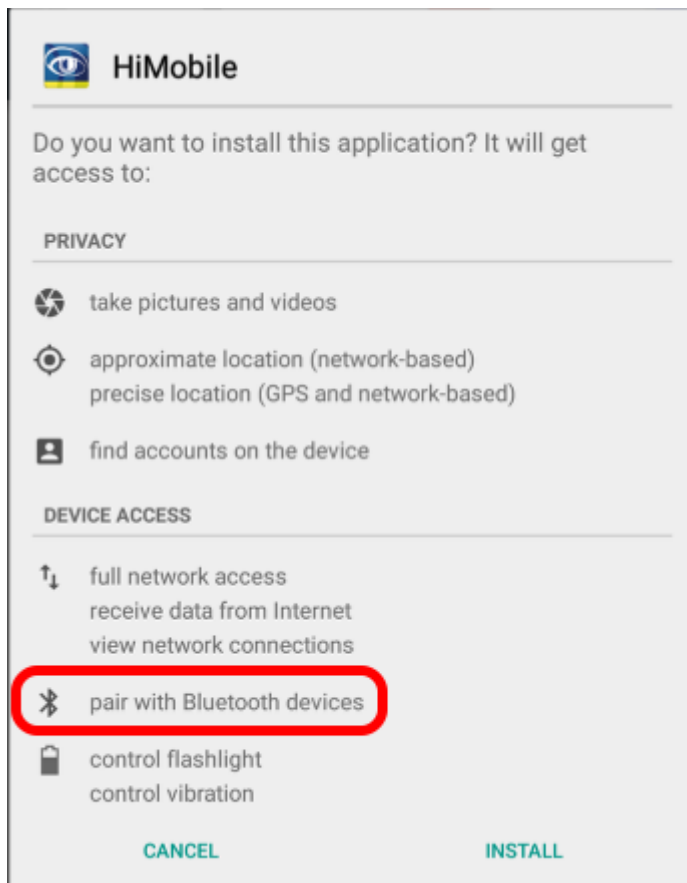 HiMobile
Do you want to install this application? It will get
access to:
PRIVACY
take pictures and videos
approximate location (network-based)
precise location (GPS and network-based)
find accounts on the device
DEVICE ACCESS
full network access
receive data from Internet
view network connections
pair with Bluetooth devices
control flashlight
control vibration
CANCEL INSTALL